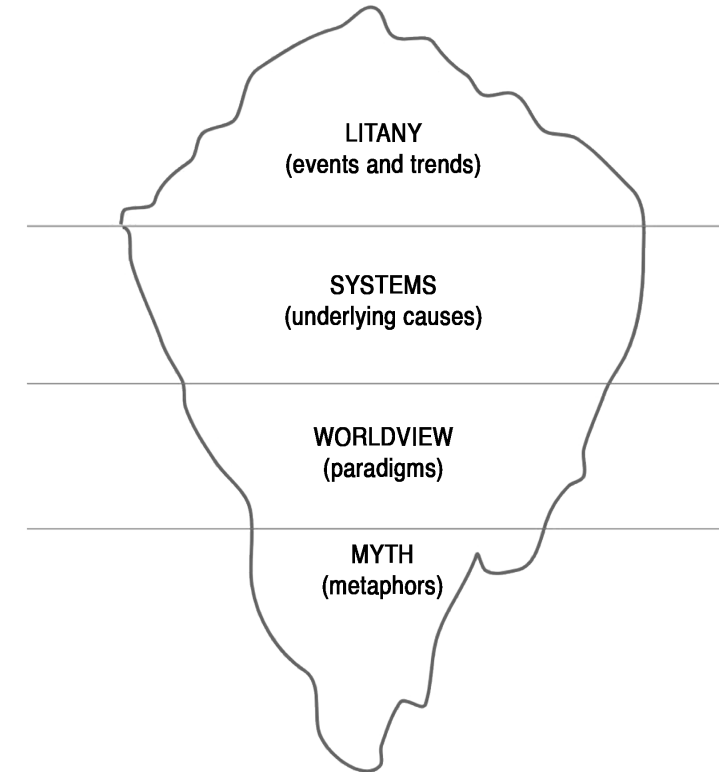 LITANY
(events and trends)
SYSTEMS
(underlying causes)
WORLDVIEW
(paradigms)
MYTH
(metaphors)